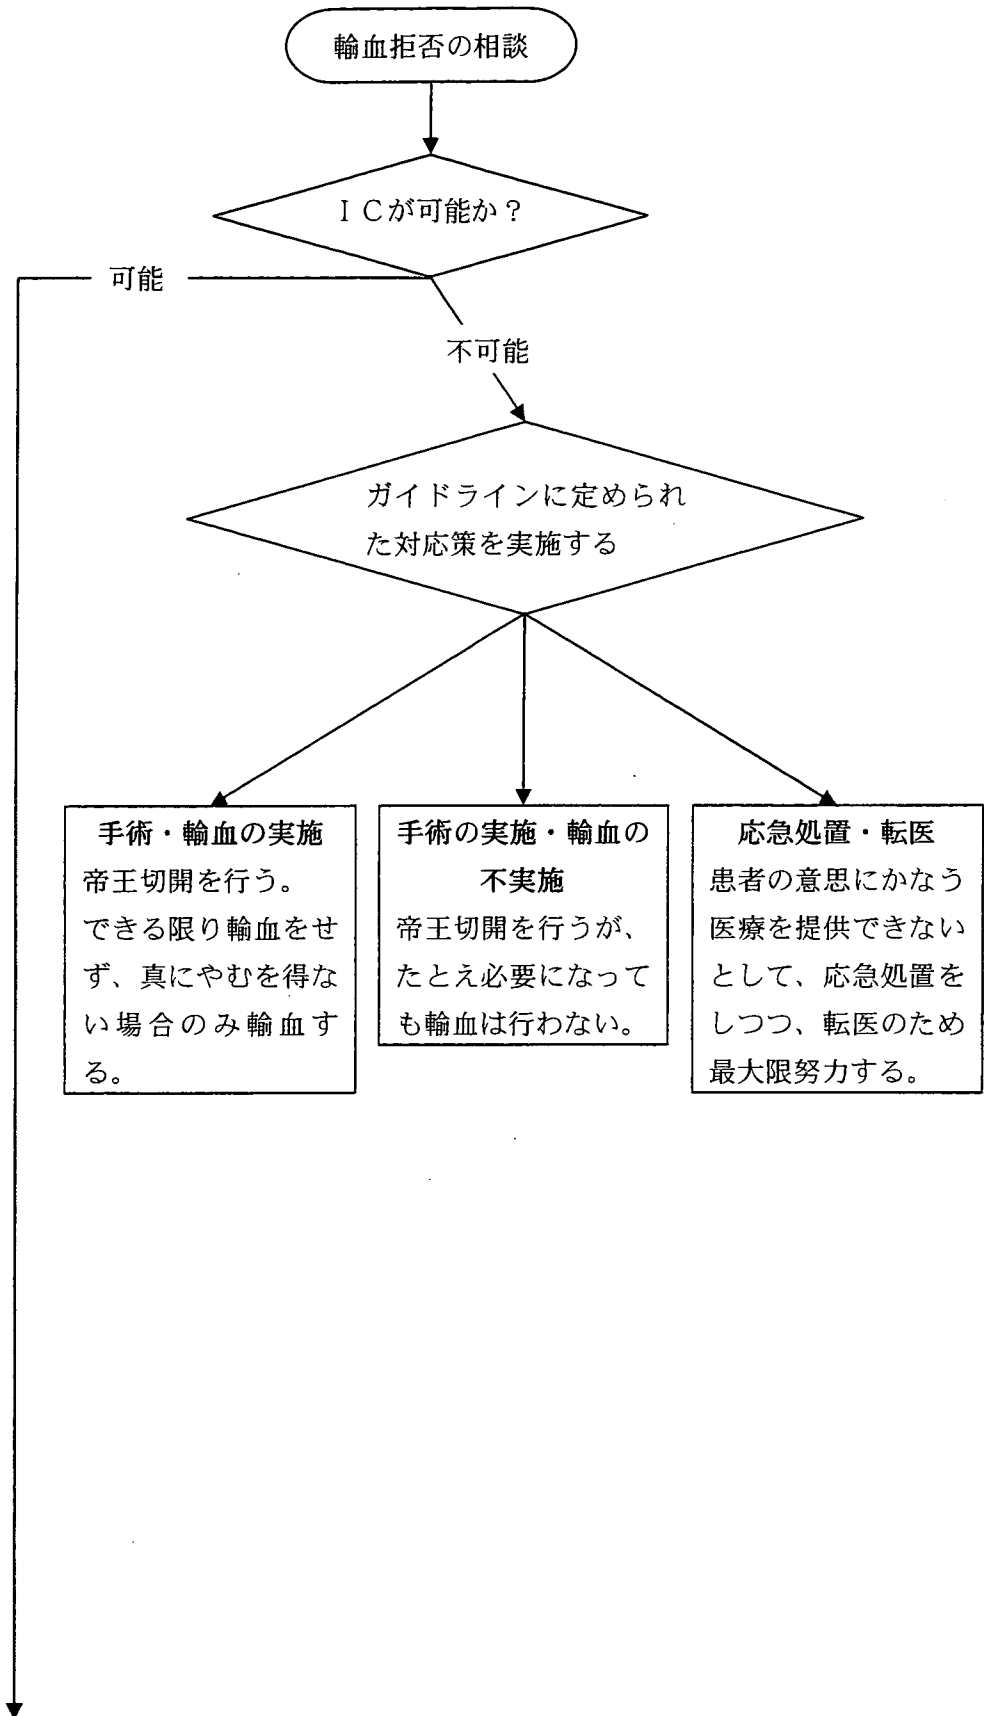 輸血拒否の相談
ＩＣが可能か？
可能
不可能
ガイドラインに定められ
た対応策を実施する
手術・輸血の実施
帝王切開を行う。
できる限り輸血をせ
ず、真にやむを得な
い場合のみ輸血す
る。
手術の実施・輸血の
不実施
帝王切開を行うが、
たとえ必要になって
も輸血は行わない。
応急処置・転医
患者の意思にかなう
医療を提供できない
として、応急処置を
しつつ、転医のため
最大限努力する。